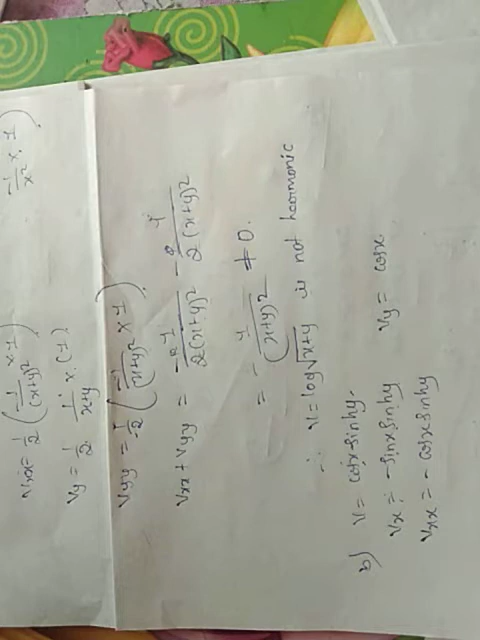 Vxx = 1/2 ( -1/(x+y)² × 1 )    -1/x² × 1 )
Vy = 1/2 · 1/(x+y) × (1)
Vyy = 1/2 ( -1/(x+y)² × 1 )
Vxx + Vyy = -1/2(x+y)² - 1/2(x+y)²
= - 1/(x+y)² ≠ 0.
∴ V = log√x+y is not haarmonic
b) V = cosx sinhy.
Vx = -sinx sinhy    Vy = cosx
Vxx = -cosx sinhy